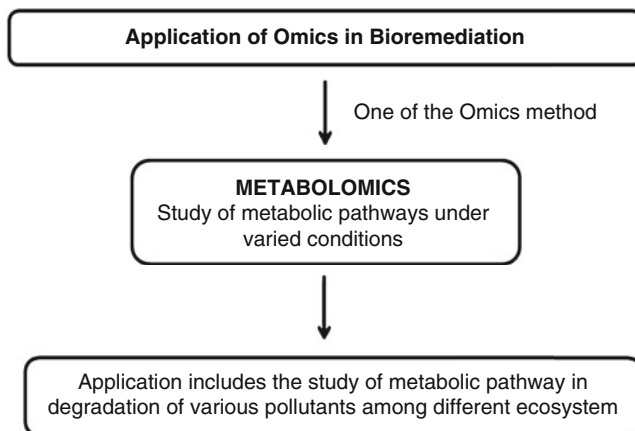 Application of Omics in Bioremediation
One of the Omics method
METABOLOMICS
Study of metabolic pathways under
varied conditions
Application includes the study of metabolic pathway in
degradation of various pollutants among different ecosystem